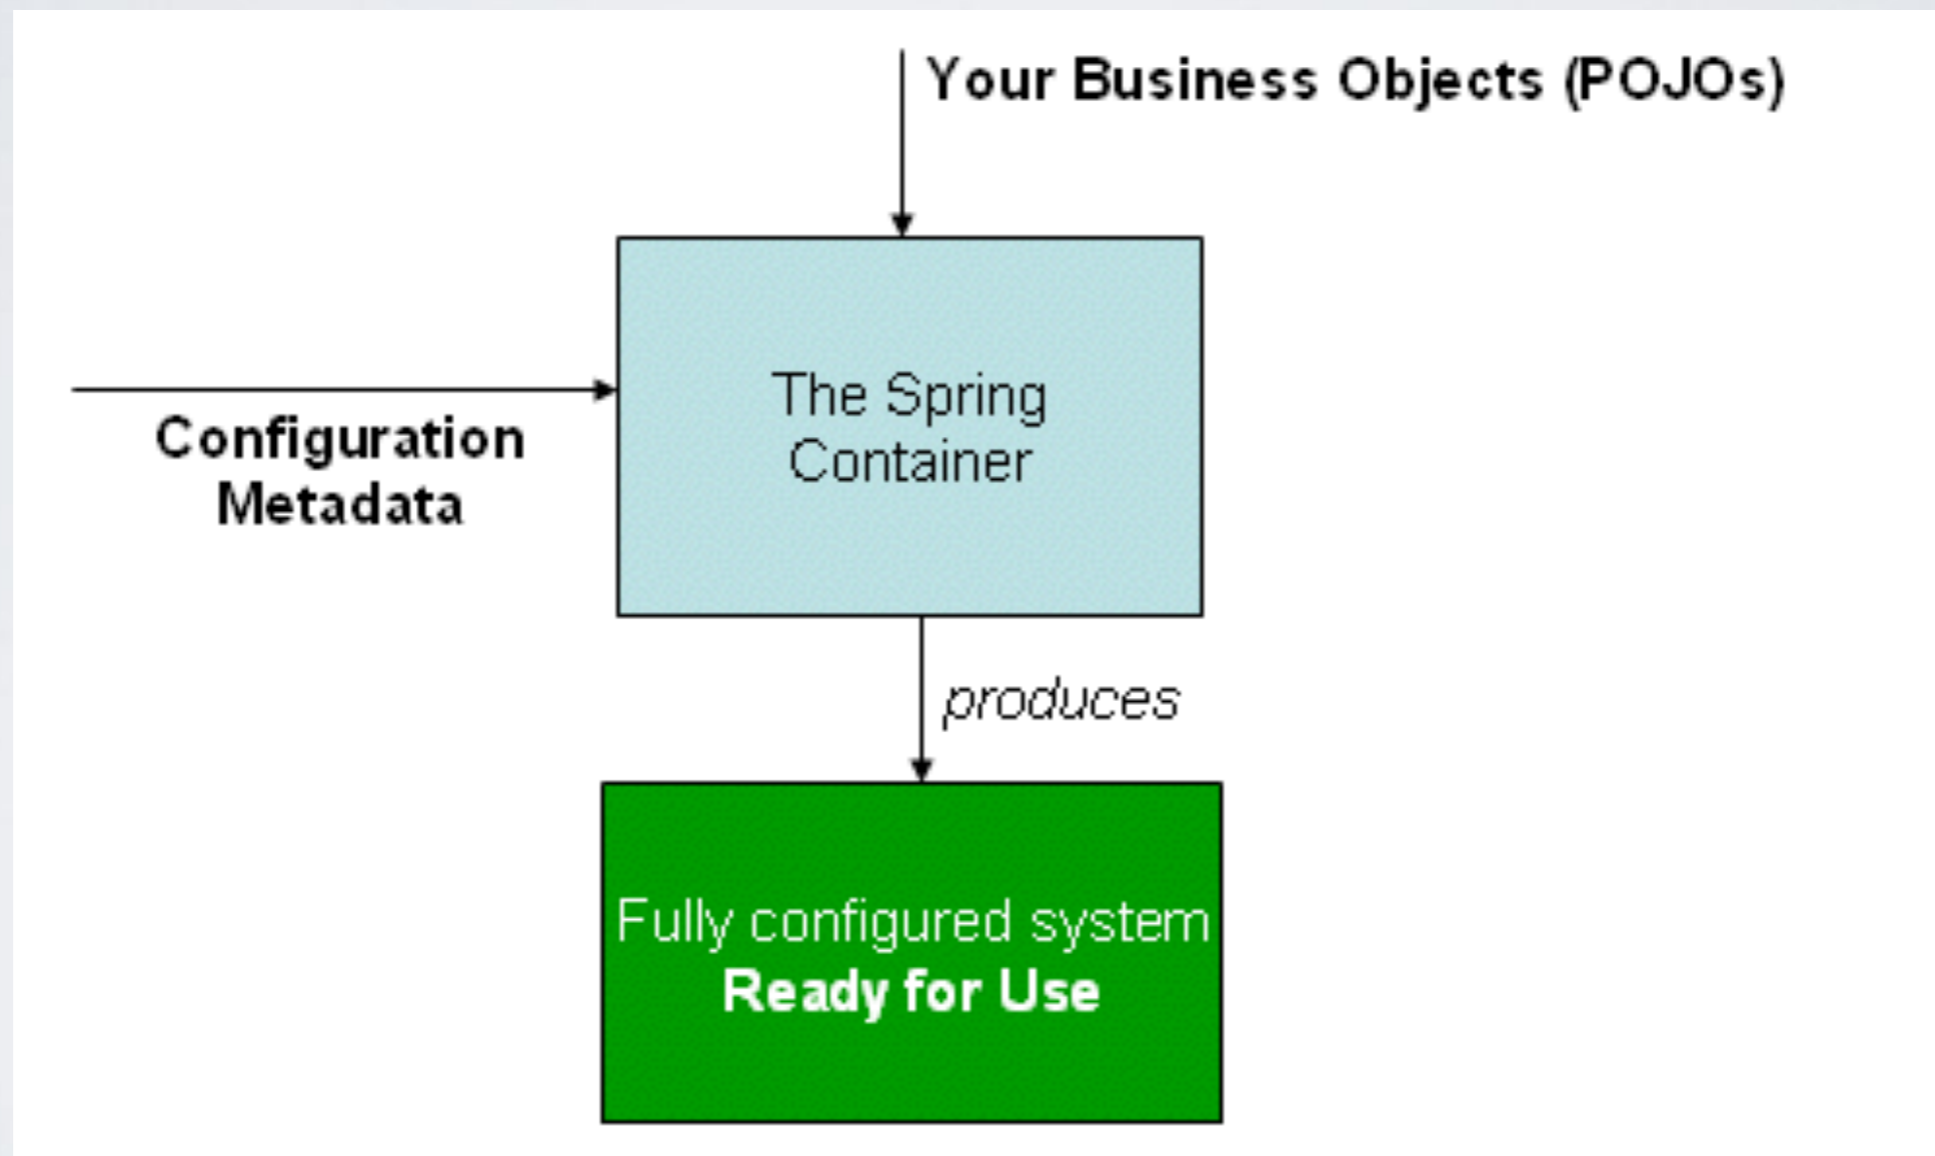 Your Business Objects (POJOs)
The Spring
Container
Configuration
Metadata
produces
Fully configured system
Ready for Use